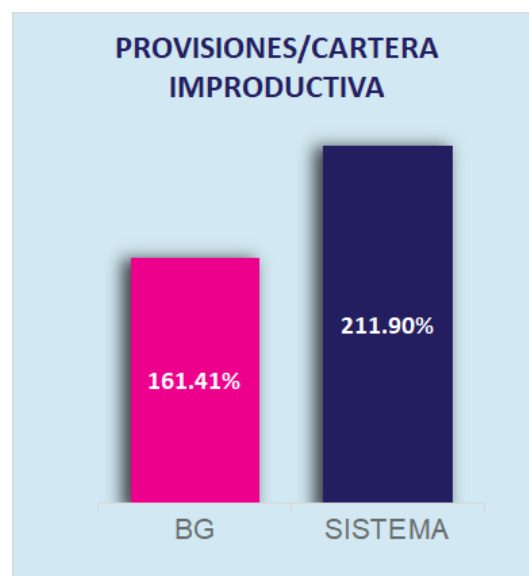 PROVISIONES/CARTERA
IMPRODUCTIVA
211.90%
161.41%
BG
SISTEMA